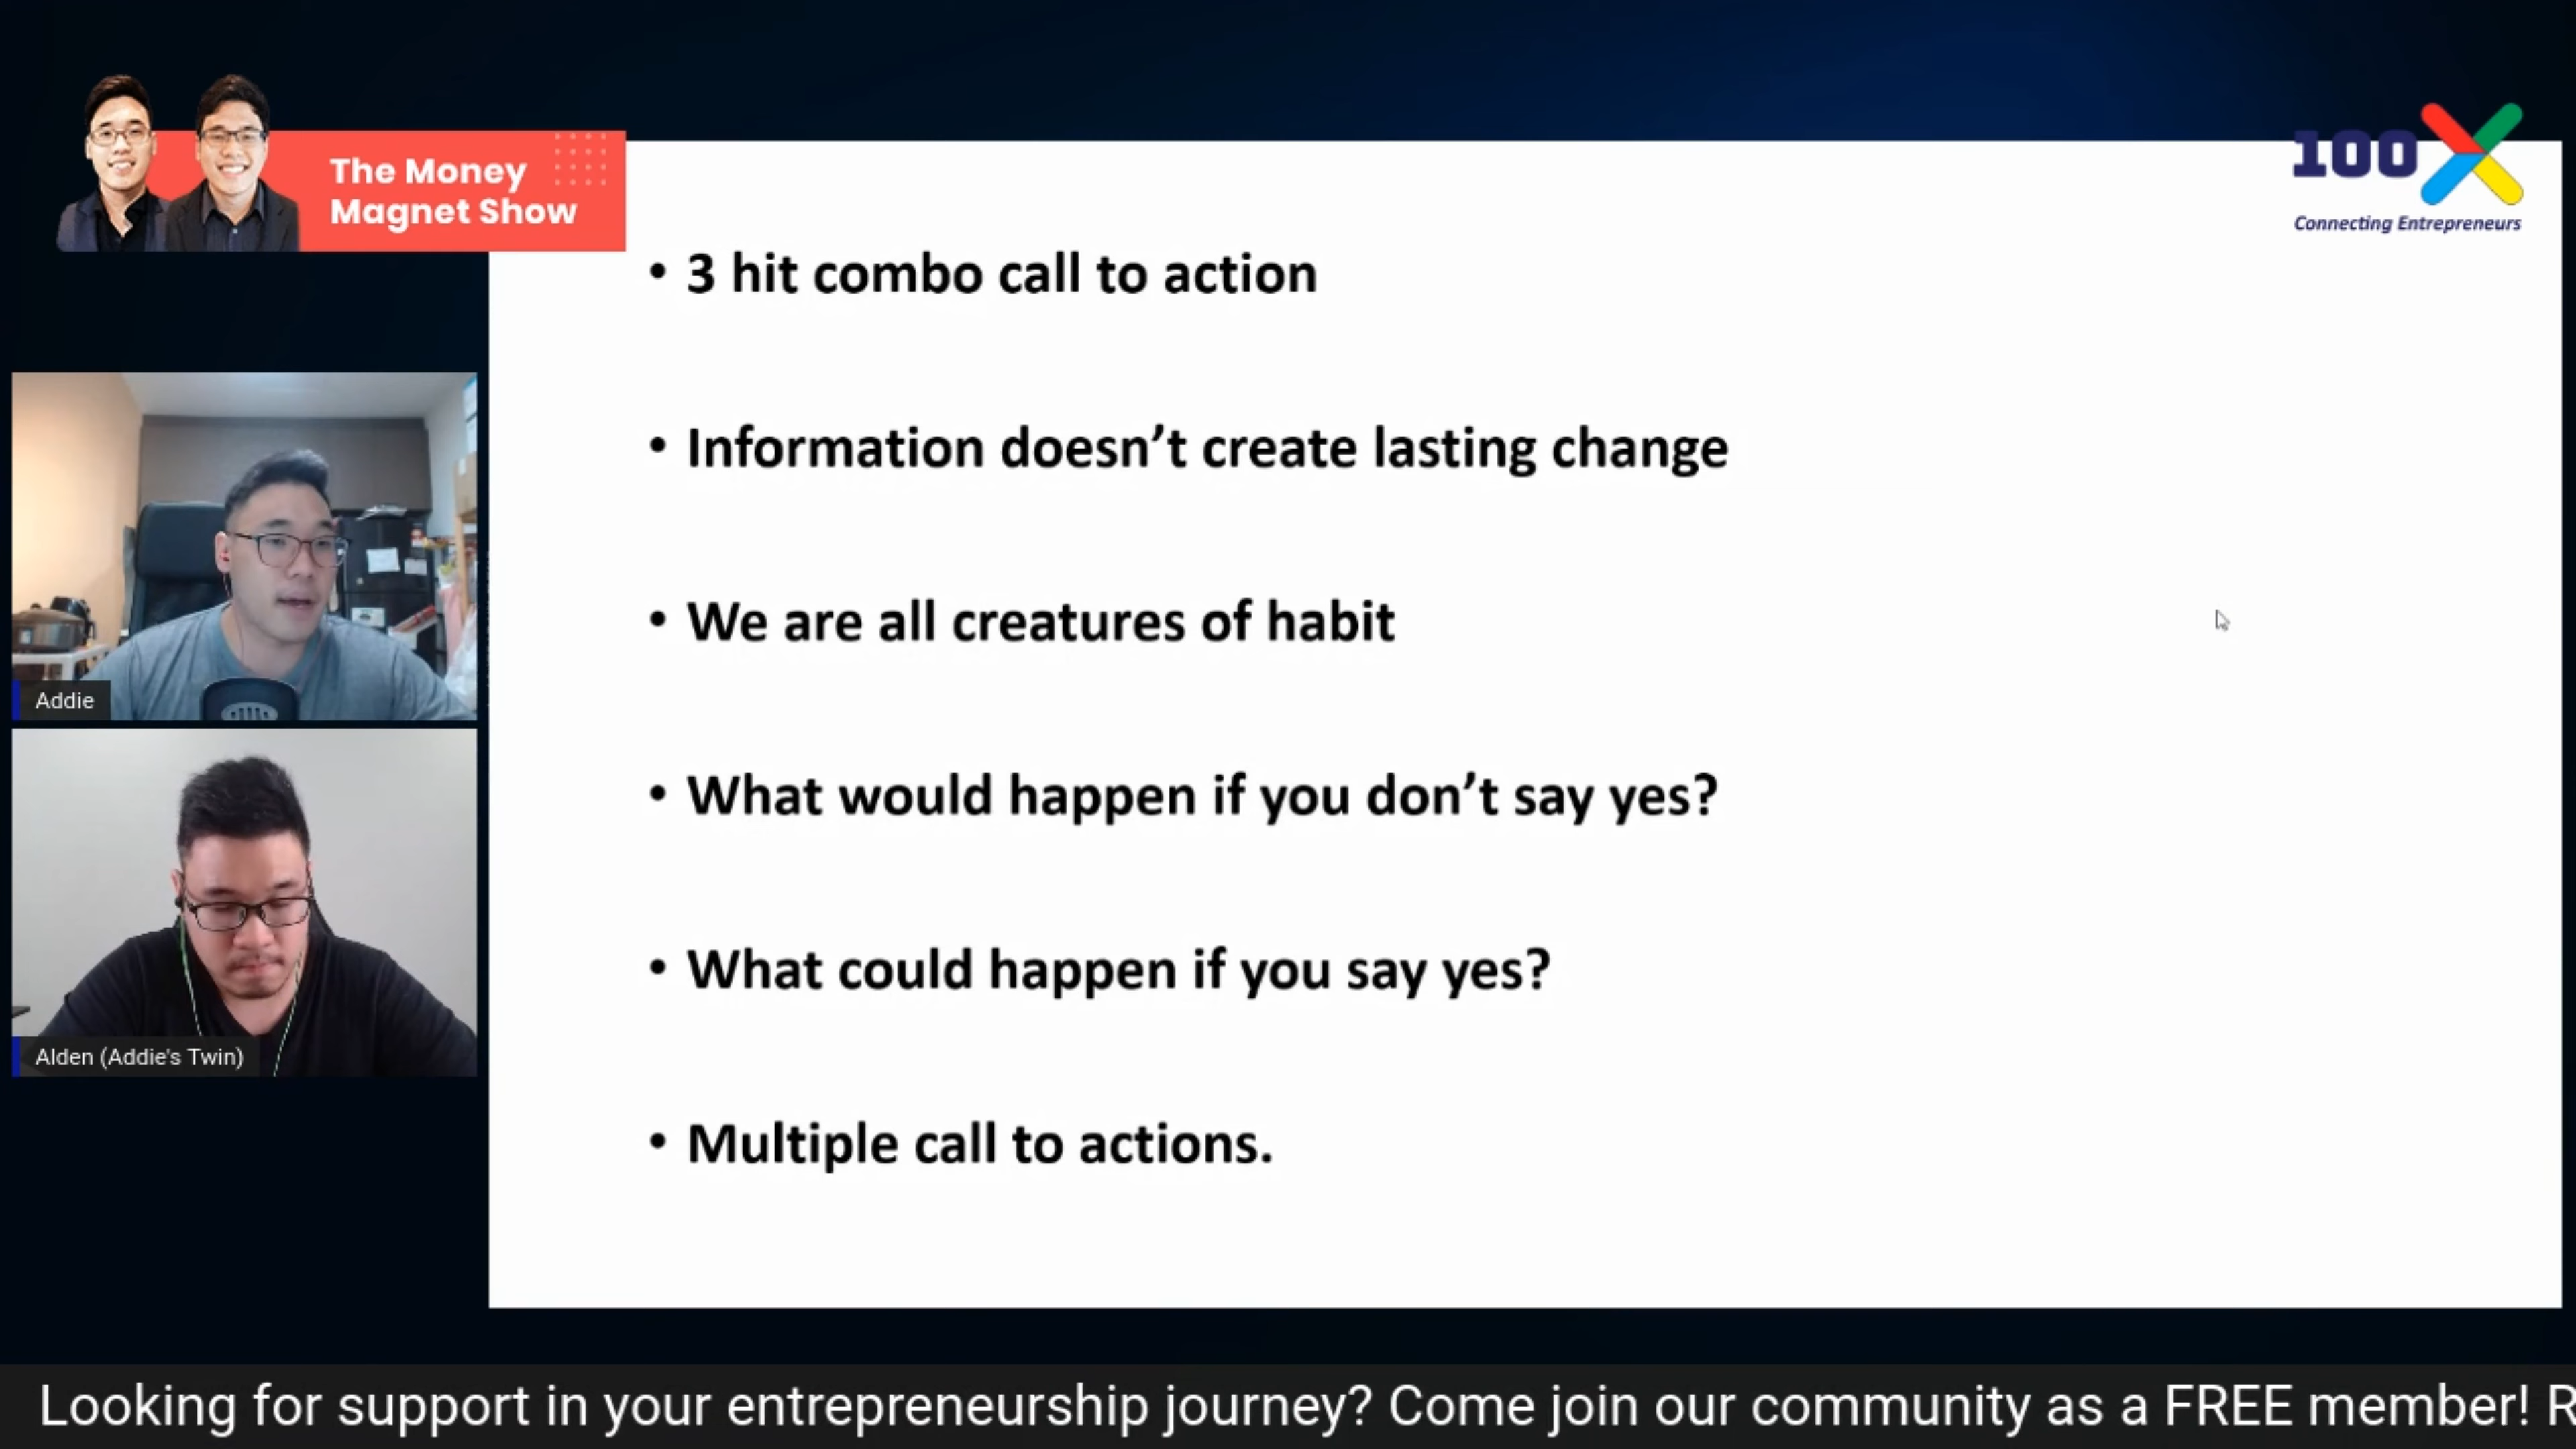 The Money
Magnet Show
100X
Connecting Entrepreneurs
• 3 hit combo call to action
• Information doesn’t create lasting change
• We are all creatures of habit
• What would happen if you don’t say yes?
• What could happen if you say yes?
• Multiple call to actions.
Addie
Alden (Addie's Twin)
Looking for support in your entrepreneurship journey? Come join our community as a FREE member! R